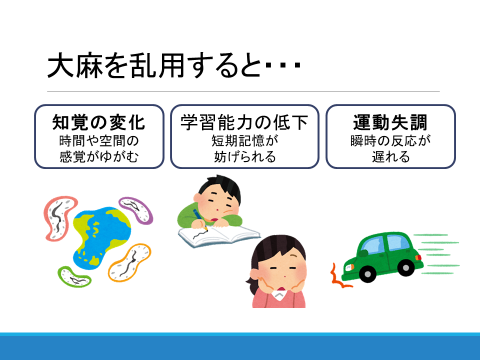 大麻を乱用すると・・・
知覚の変化
時間や空間の
感覚がゆがむ
学習能力の低下
短期記憶が
妨げられる
運動失調
瞬時の反応が
遅れる